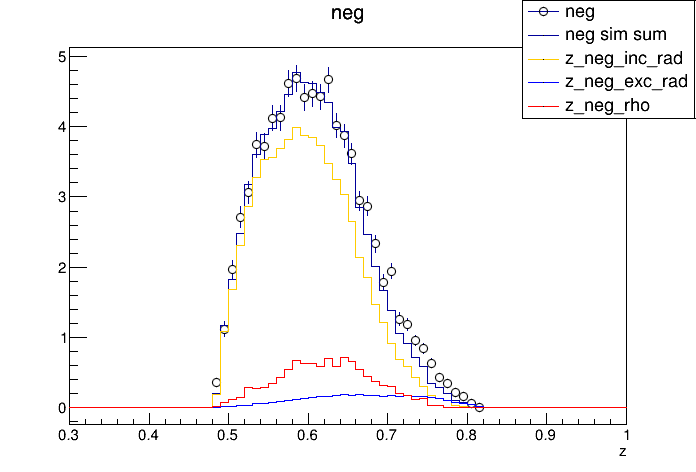 neg
neg
neg sim sum
z_neg_inc_rad
z_neg_exc_rad
z_neg_rho
5
4
3
2
1
0
0.3 0.4 0.5 0.6 0.7 0.8 0.9 1
z